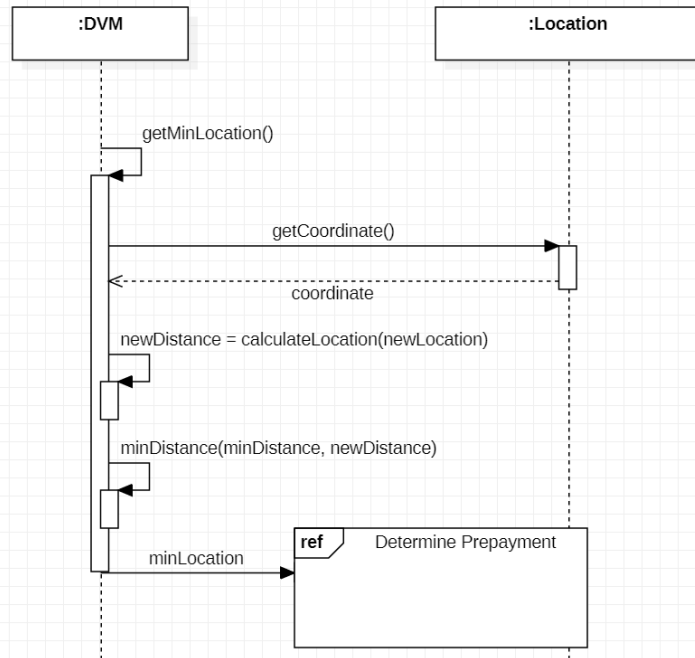 :DVM
:Location
getMinLocation()
getCoordinate()
coordinate
newDistance = calculateLocation(newLocation)
minDistance(minDistance, newDistance)
minLocation
ref
Determine Prepayment